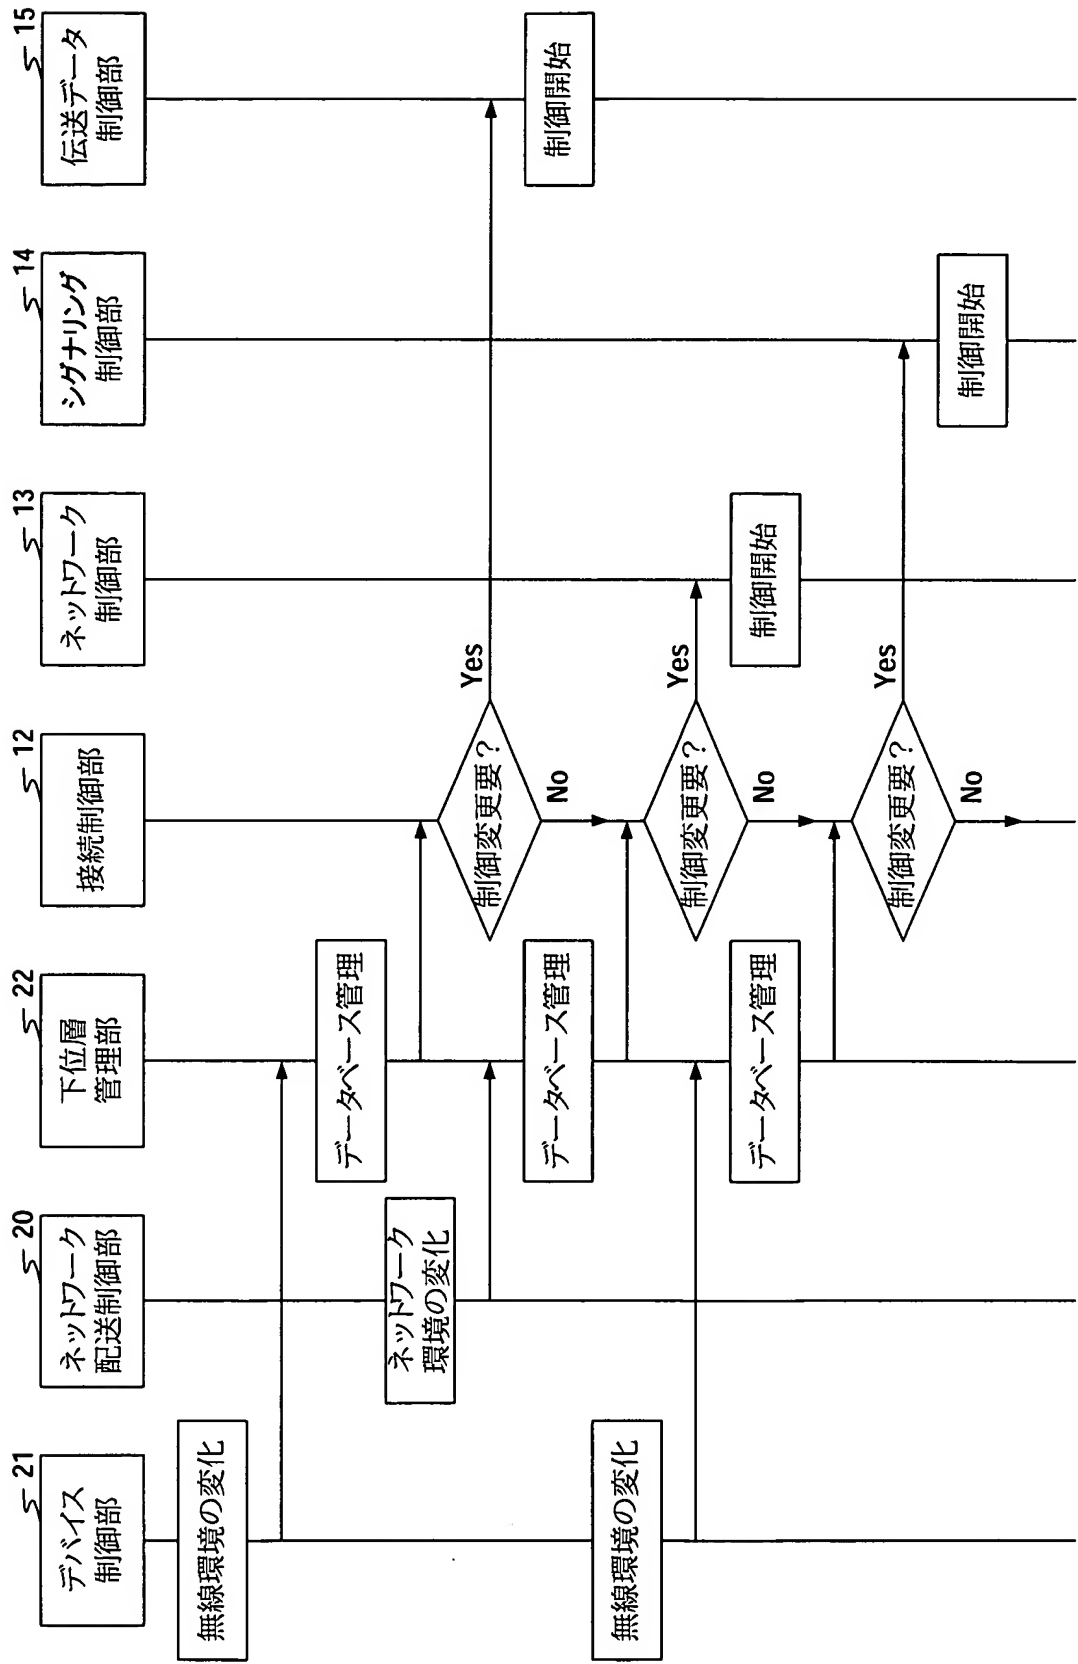 21
デバイス
制御部
20
ネットワーク
配送制御部
22
下位層
管理部
12
接続制御部
13
ネットワーク
制御部
14
シグナリング
制御部
15
伝送データ
制御部
無線環境の変化
データベース管理
ネットワーク
環境の変化
制御変更要?
Yes
No
データベース管理
制御開始
無線環境の変化
制御変更要?
Yes
No
データベース管理
制御開始
制御変更要?
Yes
No
制御開始